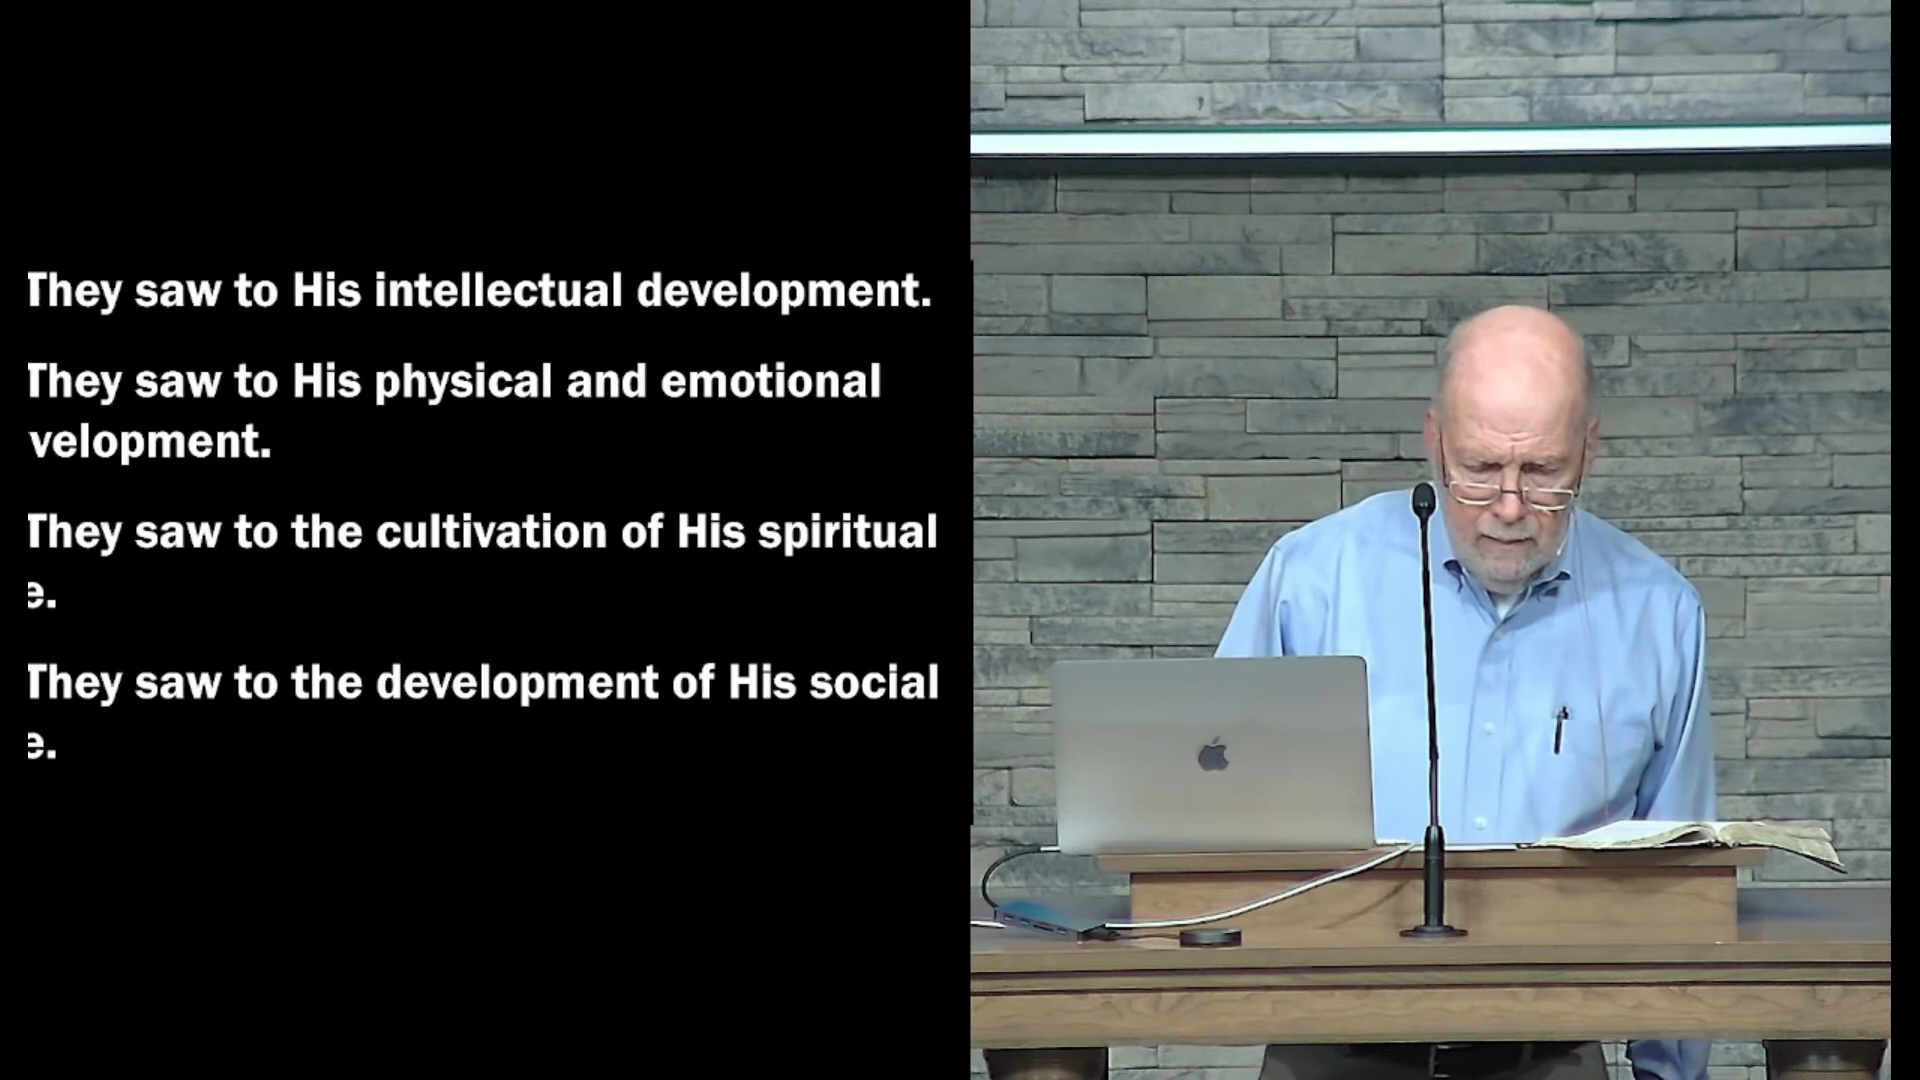 They saw to His intellectual development.
They saw to His physical and emotional
velopment.
They saw to the cultivation of His spiritual
e.
They saw to the development of His social
e.